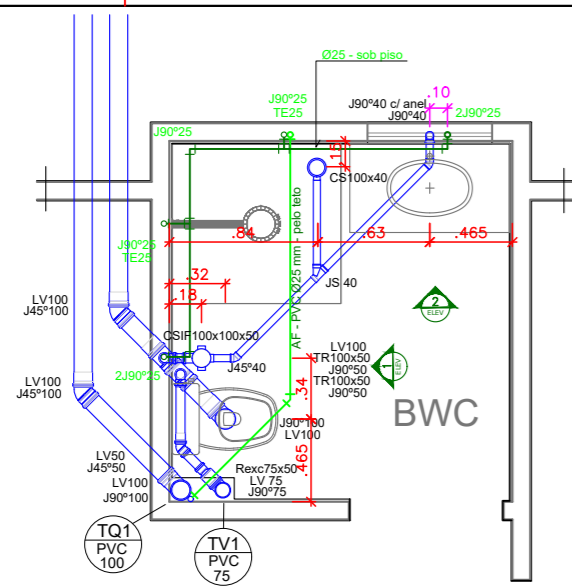 Ø25 - sob piso
J90º25
TE25
J90º40 c/ anel
J90º40
.10
2J90º25
J90º25
.15
CS100x40
.84
.63
.465
J90º25
TE25
.32
.18
AF - PVC Ø25 mm - pelo teto
JS 40
LV100
J45º100
CSIF100x100x50
J45º40
2J90º25
2
ELEV
LV100
TR100x50
J90º50
TR100x50
J90º50
1
ELEV
.34
BWC
LV100
J45º100
J90º100
LV100
.465
LV50
J45º50
Rexc75x50
LV 75
J90º75
LV100
J90º100
TQ1
PVC
100
TV1
PVC
75